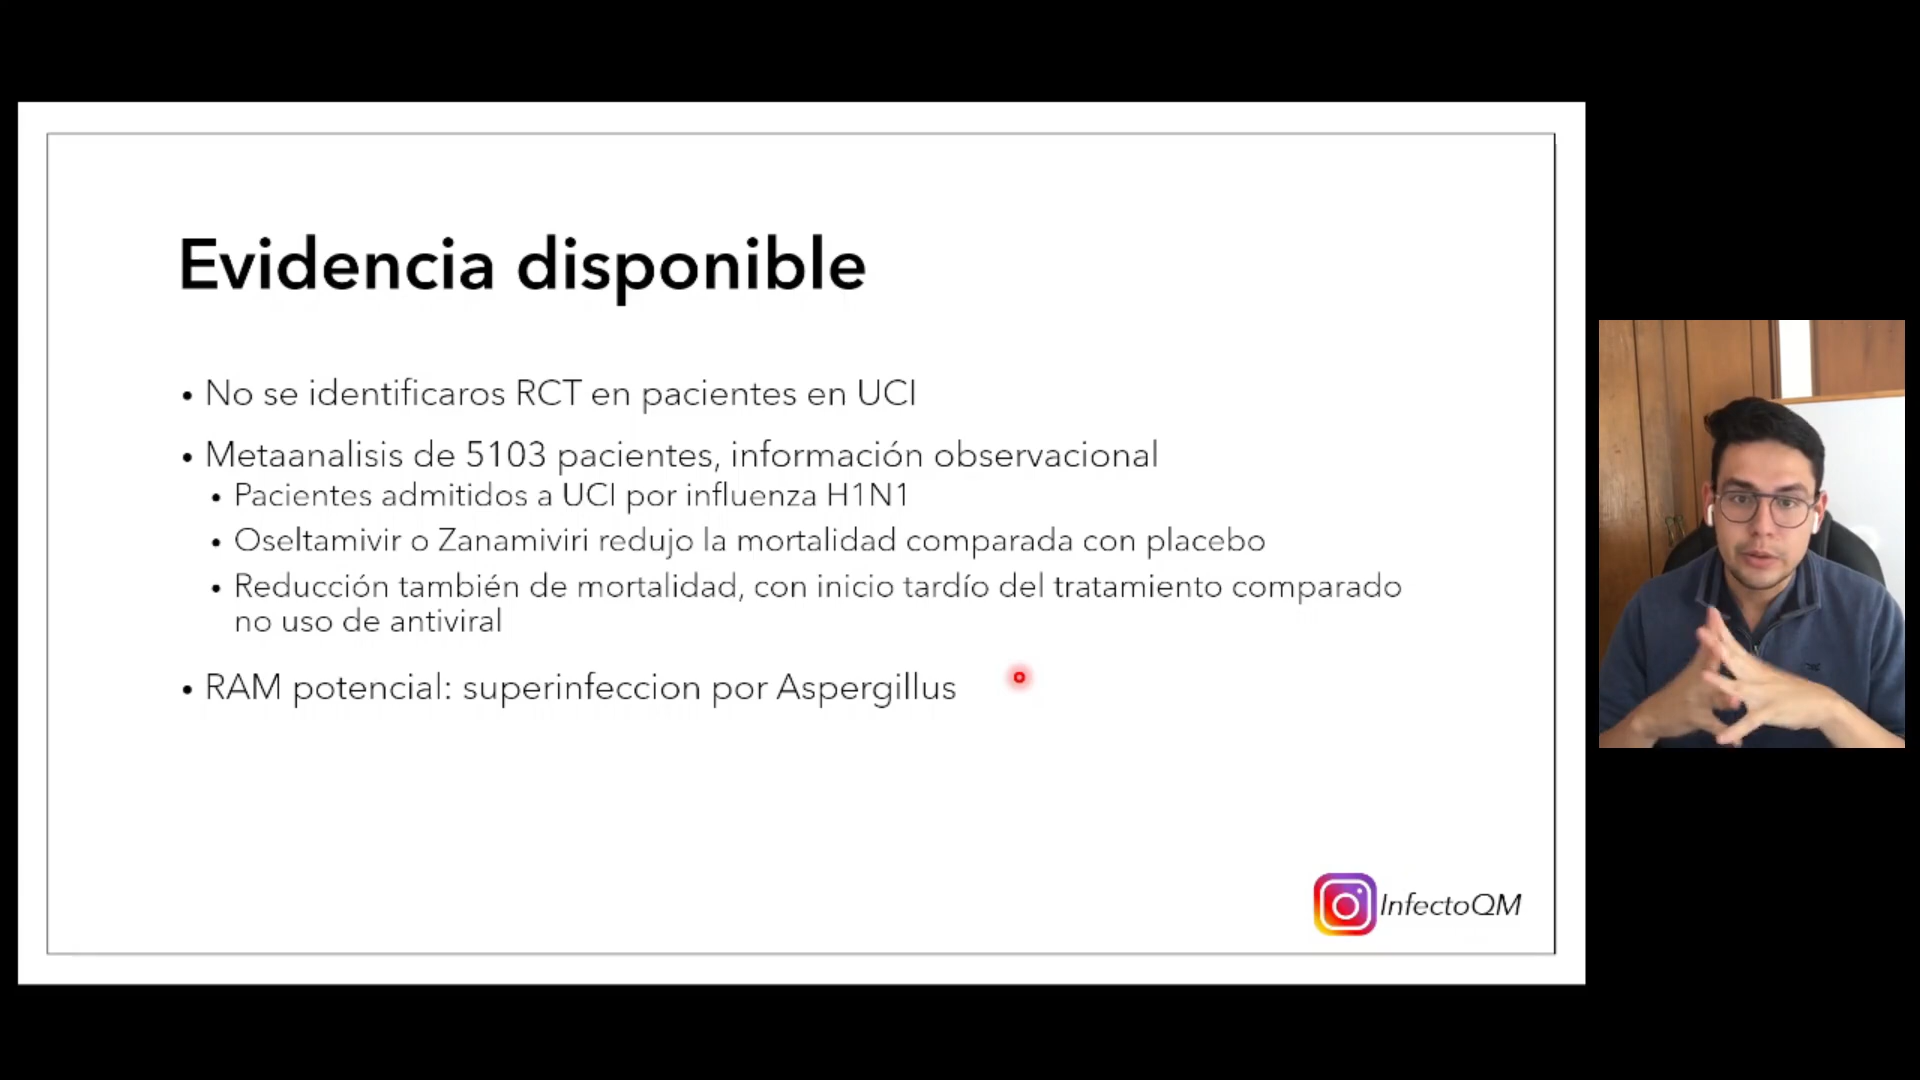 Evidencia disponible
• No se identificaros RCT en pacientes en UCI
• Metaanalisis de 5103 pacientes, información observacional
• Pacientes admitidos a UCI por influenza H1N1
• Oseltamivir o Zanamiviri redujo la mortalidad comparada con placebo
• Reducción también de mortalidad, con inicio tardío del tratamiento comparado
no uso de antiviral
• RAM potencial: superinfeccion por Aspergillus
InfectoQM